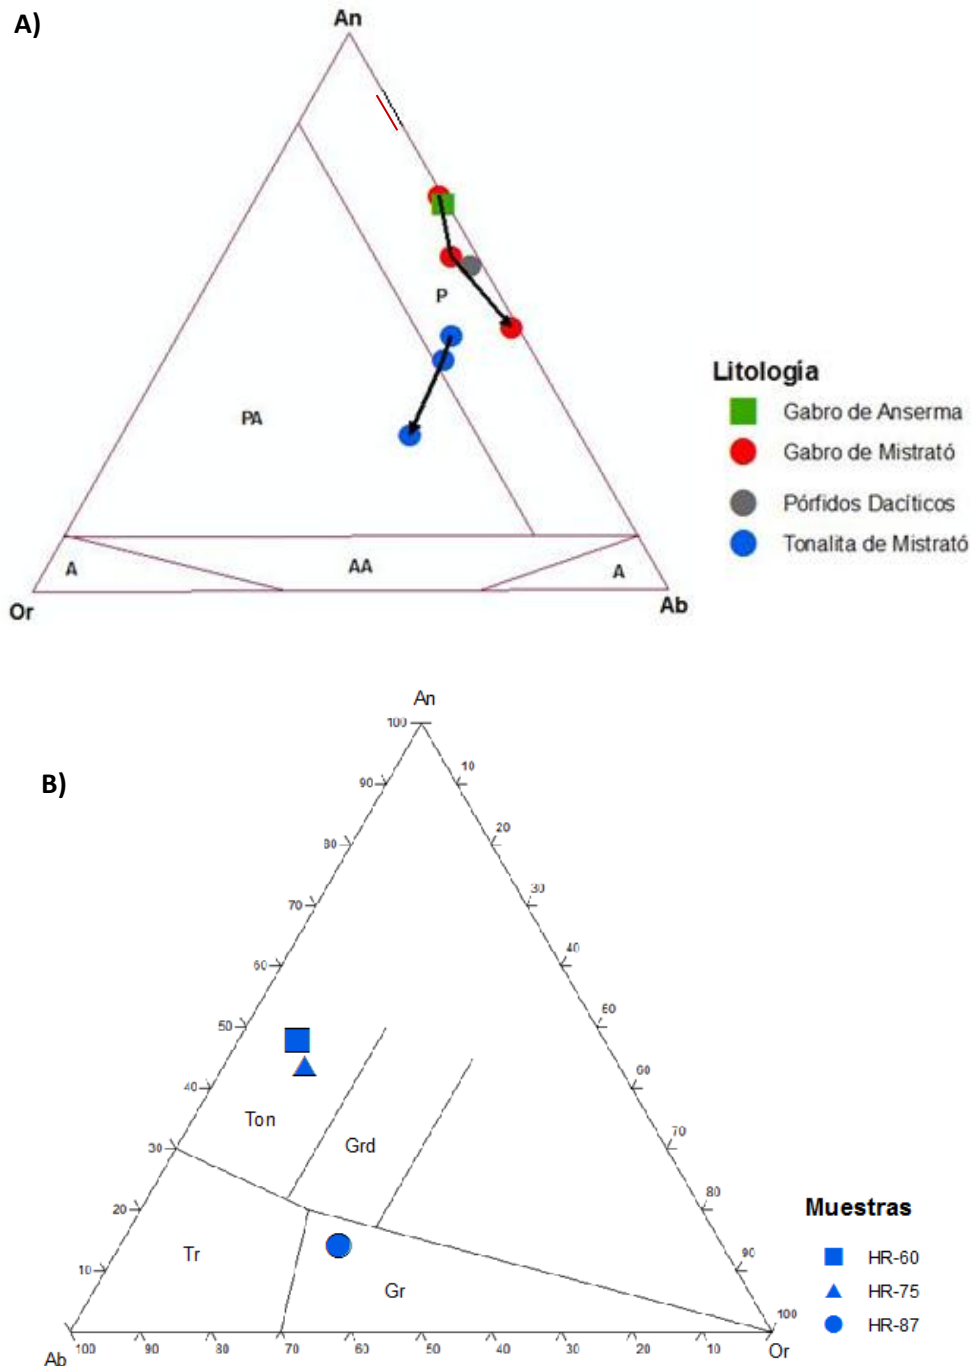 A)
An
P
PA
A
AA
A
Or
Ab
Litología
Gabro de Anserma
Gabro de Mistrató
Pórfidos Dacíticos
Tonalita de Mistrató
B)
An
100
90
10
80
20
70
30
60
40
50
50
40
60
Ton
Grd
30
70
20
80
Tr
10
90
Gr
100
Ab
100
90
80
70
60
50
40
30
20
10
Or
Muestras
HR-60
HR-75
HR-87